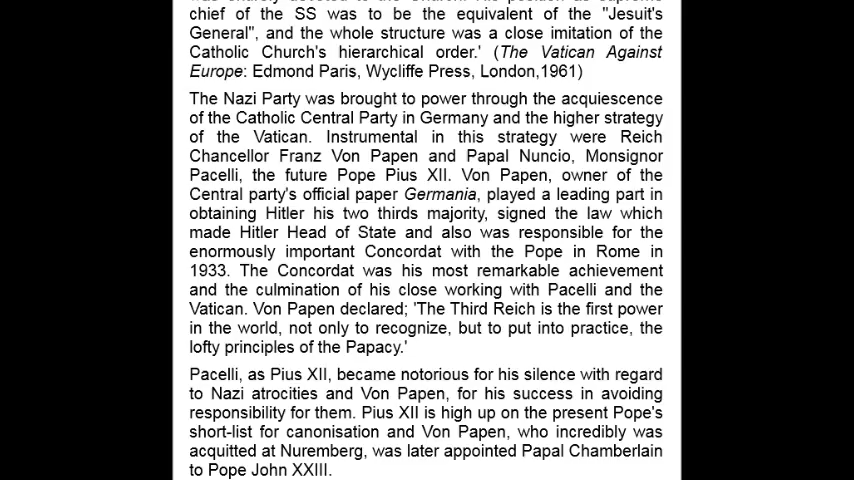 was entirely devoted to the Church. His position as supreme
chief of the SS was to be the equivalent of the "Jesuit's
General", and the whole structure was a close imitation of the
Catholic Church's hierarchical order.' (The Vatican Against
Europe: Edmond Paris, Wycliffe Press, London,1961)
The Nazi Party was brought to power through the acquiescence
of the Catholic Central Party in Germany and the higher strategy
of the Vatican. Instrumental in this strategy were Reich
Chancellor Franz Von Papen and Papal Nuncio, Monsignor
Pacelli, the future Pope Pius XII. Von Papen, owner of the
Central party's official paper Germania, played a leading part in
obtaining Hitler his two thirds majority, signed the law which
made Hitler Head of State and also was responsible for the
enormously important Concordat with the Pope in Rome in
1933. The Concordat was his most remarkable achievement
and the culmination of his close working with Pacelli and the
Vatican. Von Papen declared; 'The Third Reich is the first power
in the world, not only to recognize, but to put into practice, the
lofty principles of the Papacy.'
Pacelli, as Pius XII, became notorious for his silence with regard
to Nazi atrocities and Von Papen, for his success in avoiding
responsibility for them. Pius XII is high up on the present Pope's
short-list for canonisation and Von Papen, who incredibly was
acquitted at Nuremberg, was later appointed Papal Chamberlain
to Pope John XXIII.